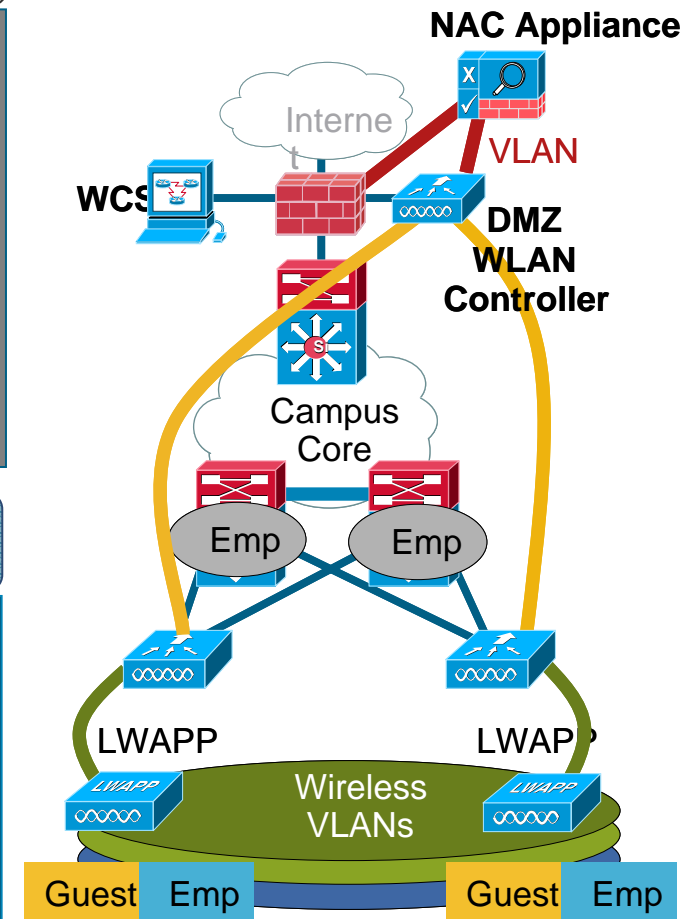 NAC Appliance
X
Interne
t
VLAN
WCS
DMZ
WLAN
Controller
Si
Campus
Core
Emp
Emp
LWAPP
LWAPP
LWAPP
LWAPP
Wireless
VLANs
Guest
Emp
Guest
Emp